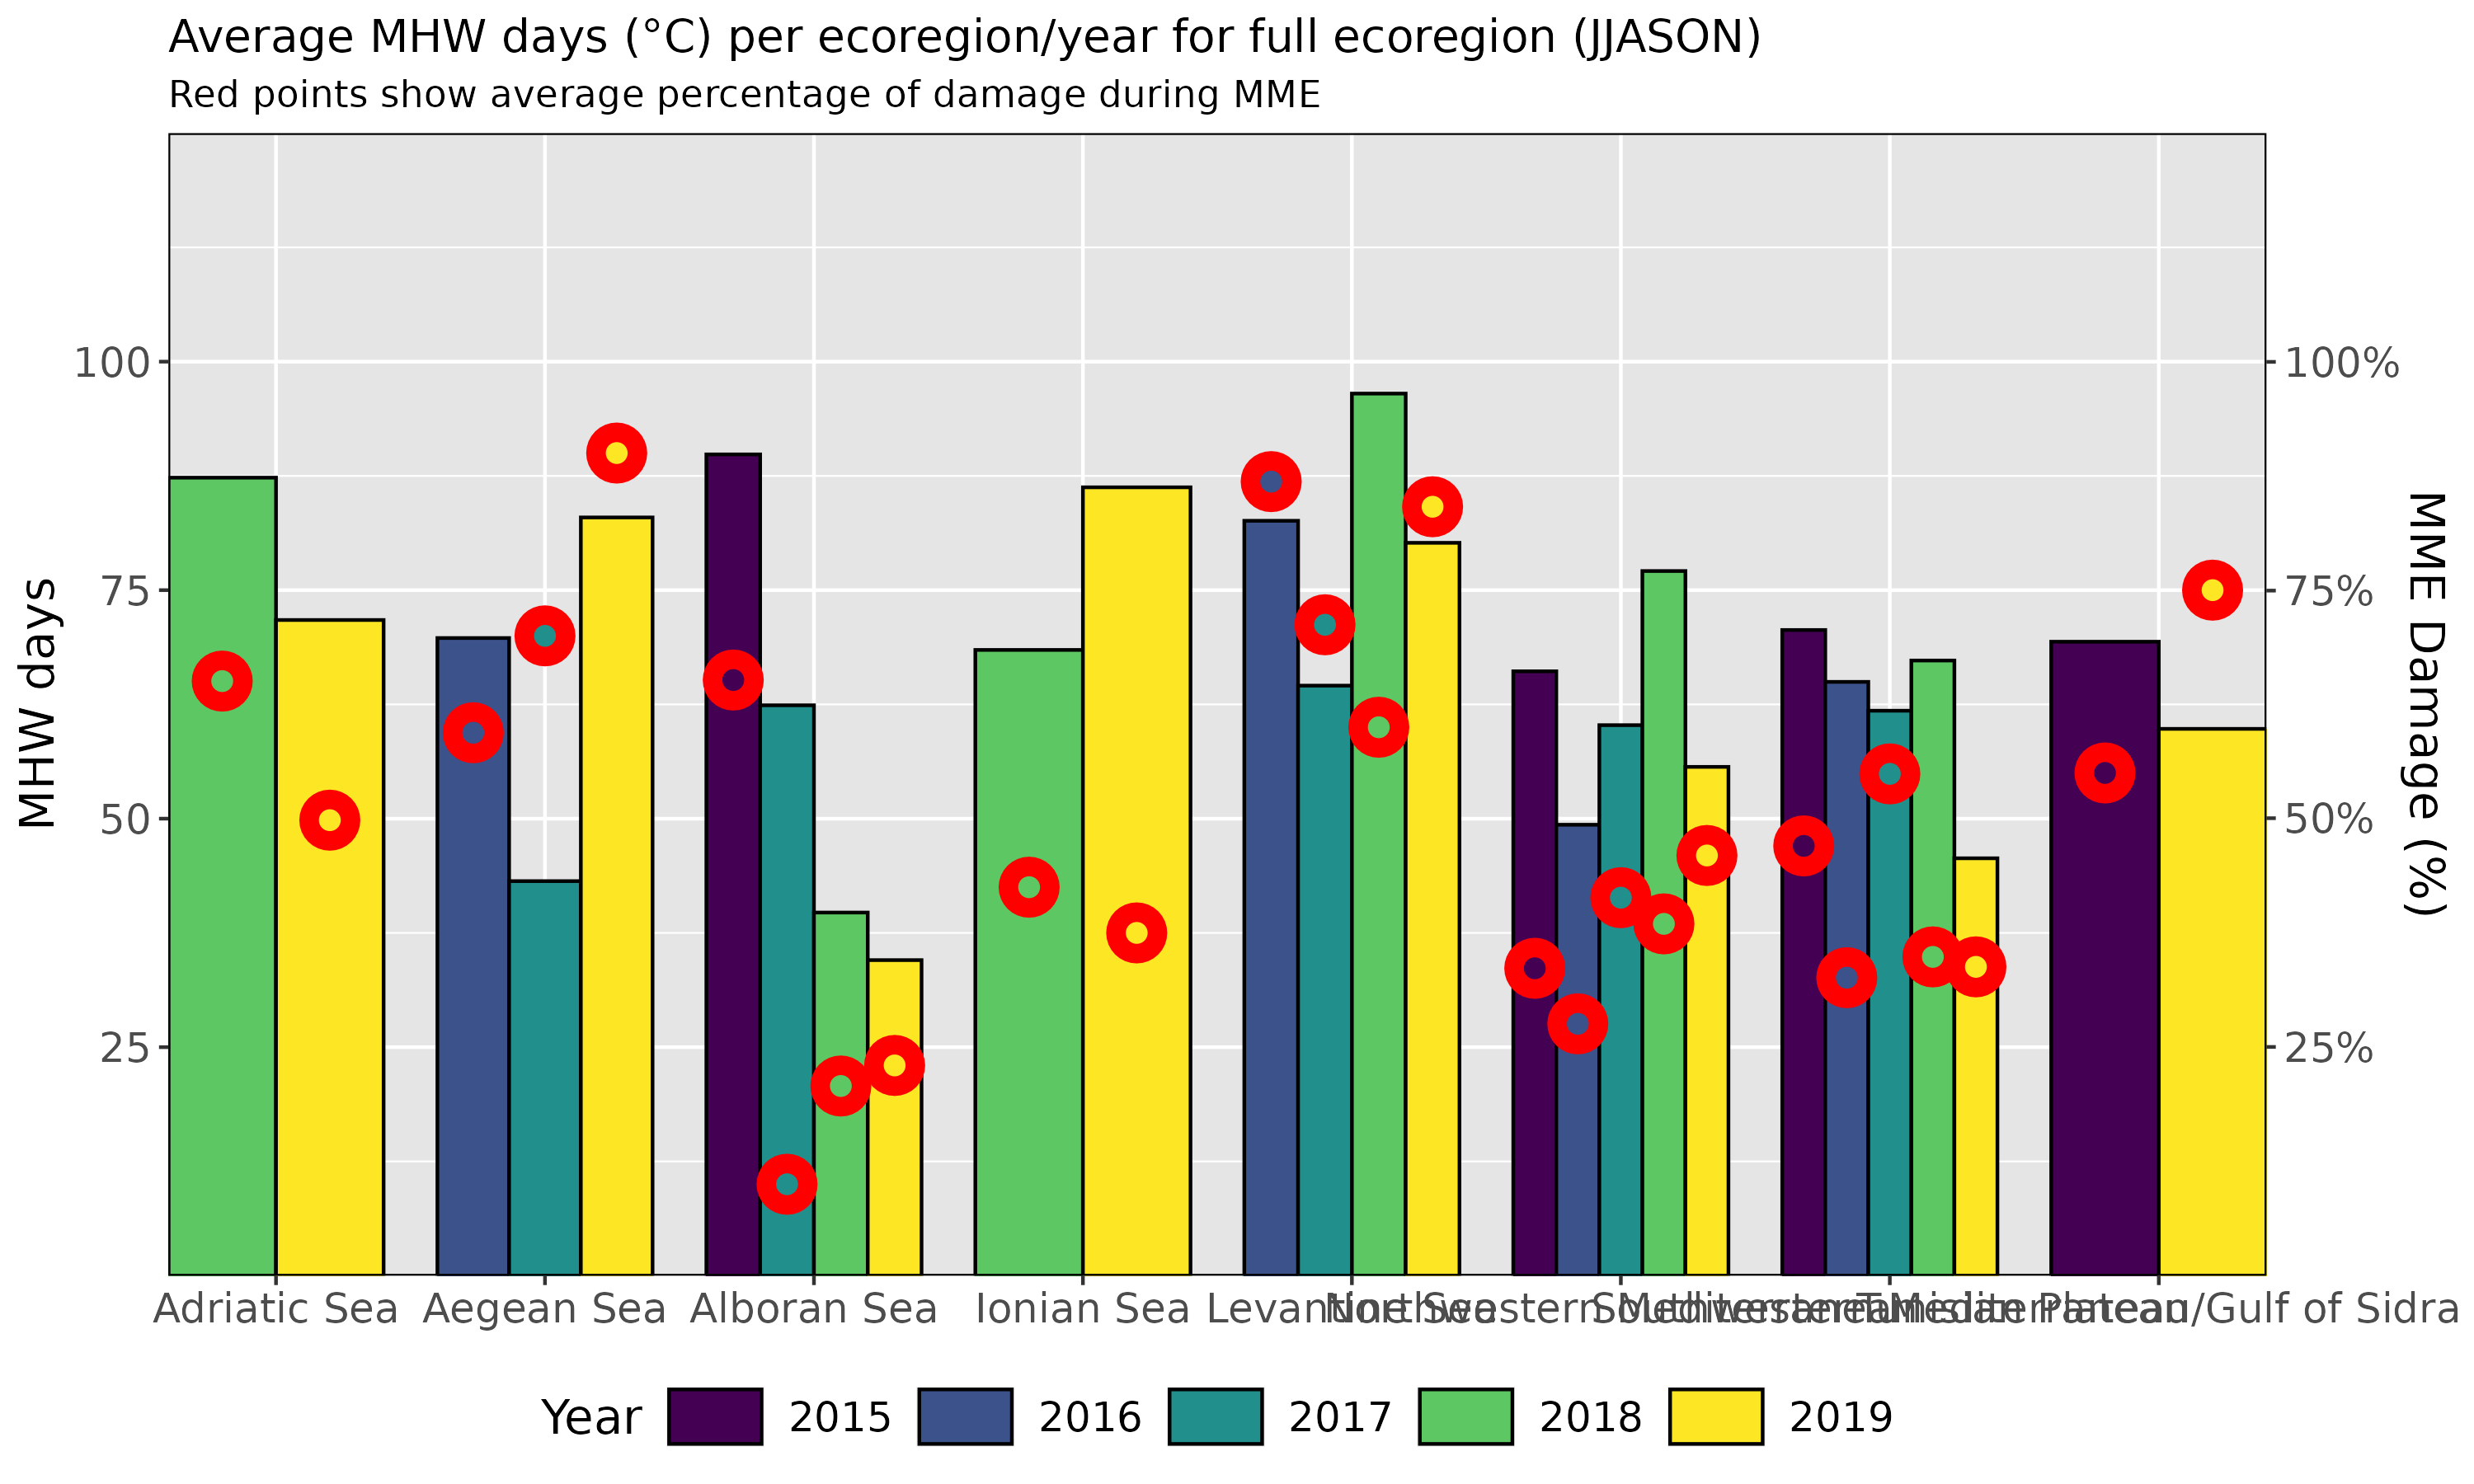 Average MHW days (°C) per ecoregion/year for full ecoregion (JJASON)
Red points show average percentage of damage during MME
MHW days
100
75
50
25
100%
75%
50%
25%
MME Damage (%)
Adriatic Sea Aegean Sea Alboran Sea Ionian Sea Levantine Sea Northwestern Mediterranean Southwestern Mediterranean Tunisian Plateau/Gulf of Sidra
Year 2015 2016 2017 2018 2019